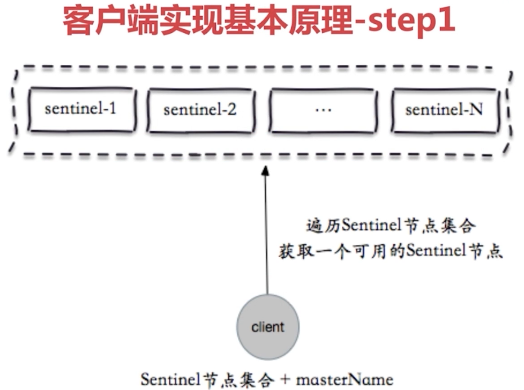 客户端实现基本原理-step1
sentinel-1
sentinel-2
...
sentinel-N
遍历Sentinel节点集合
获取一个可用的Sentinel节点
client
Sentinel节点集合 + masterName